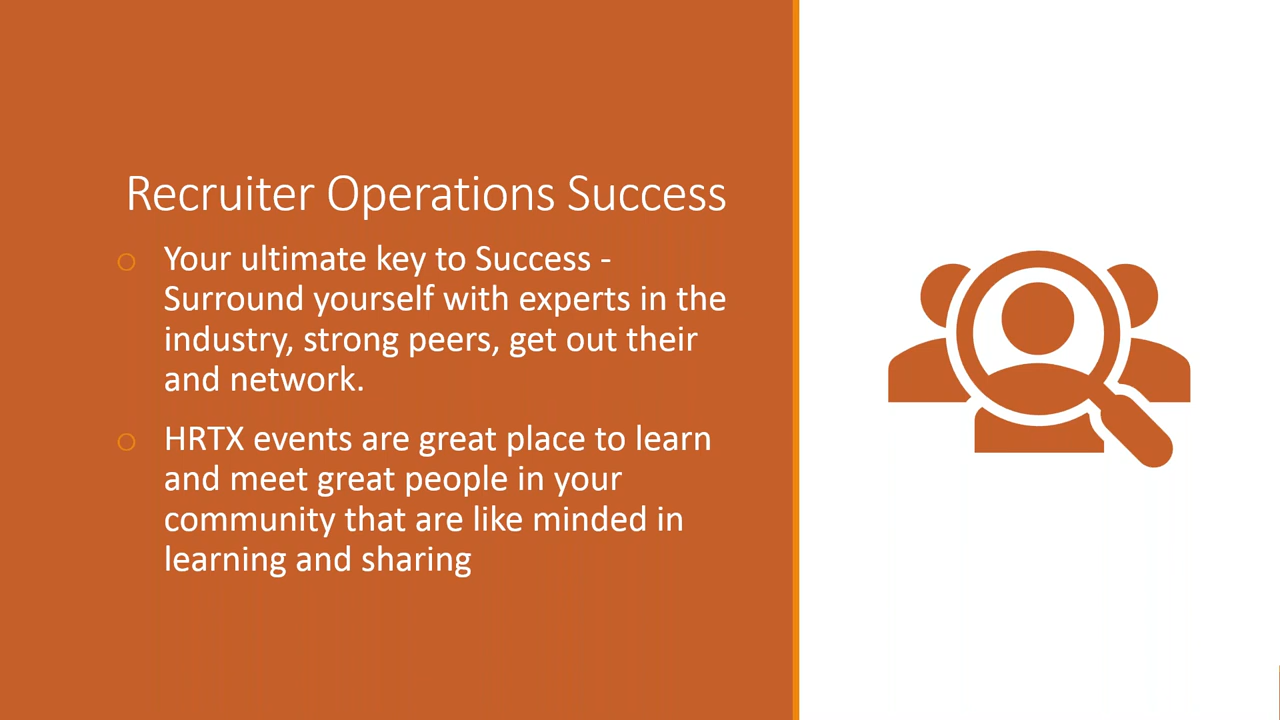 Recruiter Operations Success
o Your ultimate key to Success -
Surround yourself with experts in the
industry, strong peers, get out their
and network.
o HRTX events are great place to learn
and meet great people in your
community that are like minded in
learning and sharing